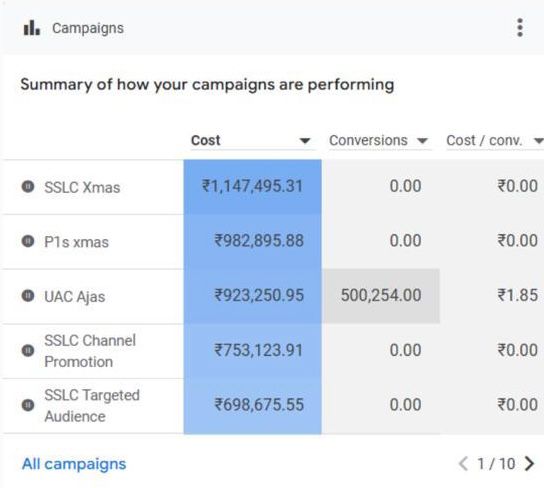 Campaigns
Summary of how your campaigns are performing
Cost Conversions Cost / conv.
SSLC Xmas ₹1,147,495.31 0.00 ₹0.00
P1s xmas ₹982,895.88 0.00 ₹0.00
UAC Ajas ₹923,250.95 500,254.00 ₹1.85
SSLC Channel
Promotion ₹753,123.91 0.00 ₹0.00
SSLC Targeted
Audience ₹698,675.55 0.00 ₹0.00
All campaigns 1 / 10